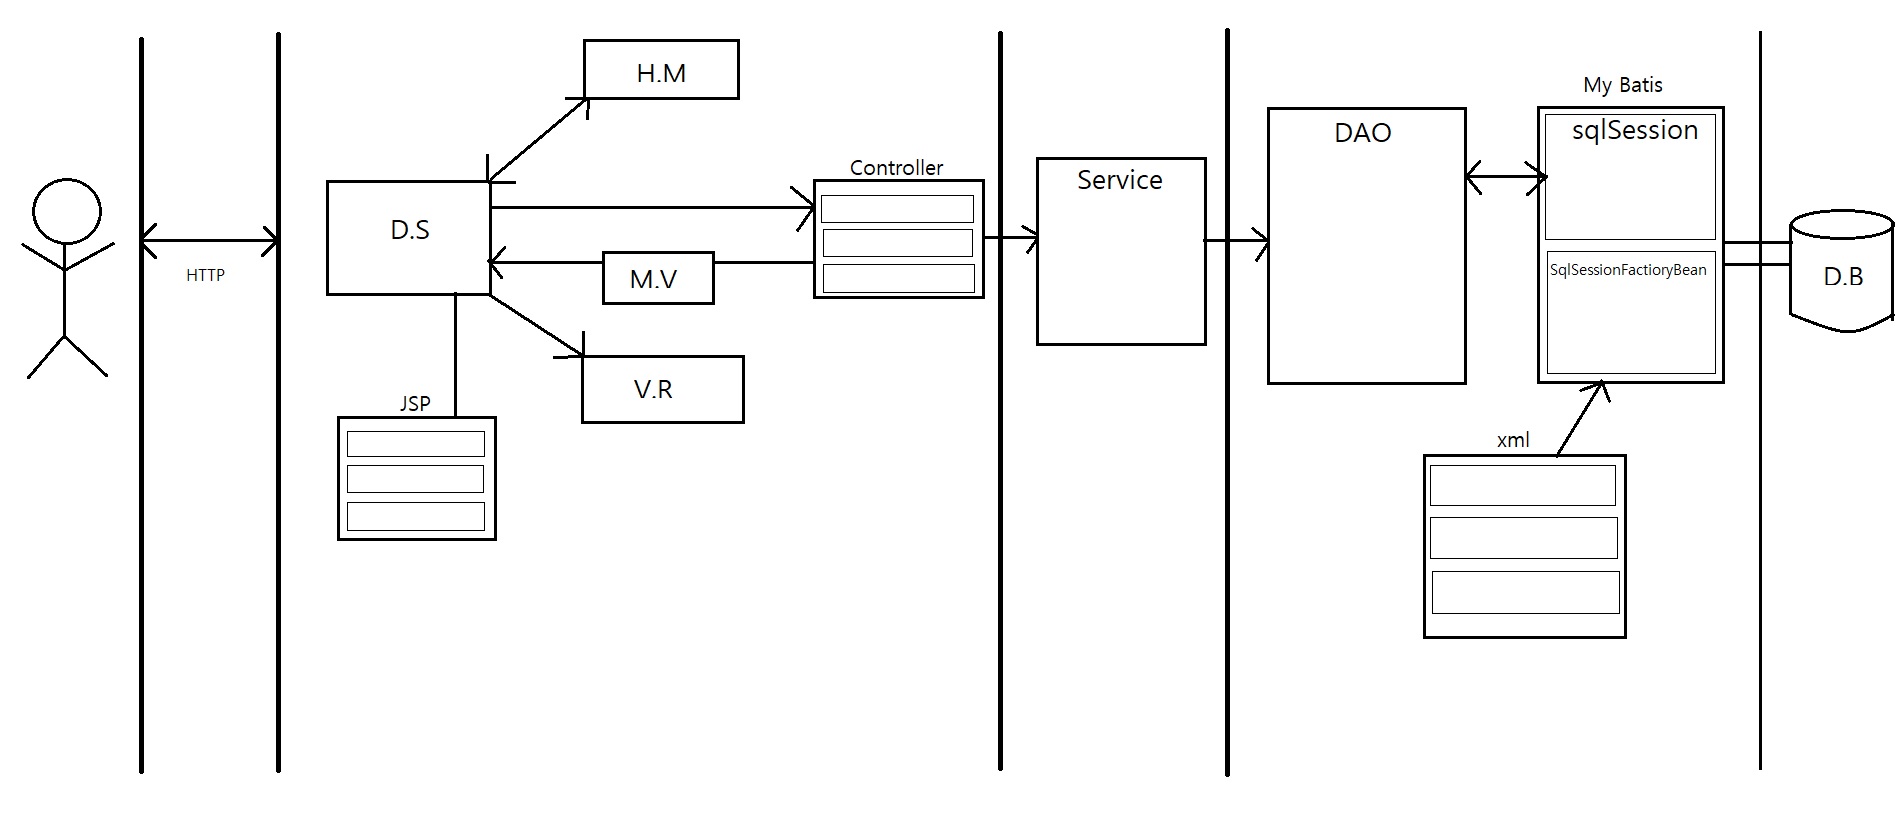 HTTP
D.S
H.M
M.V
V.R
JSP
Controller
Service
DAO
My Batis
sqlSession
SqlSessionFactioryBean
xml
D.B